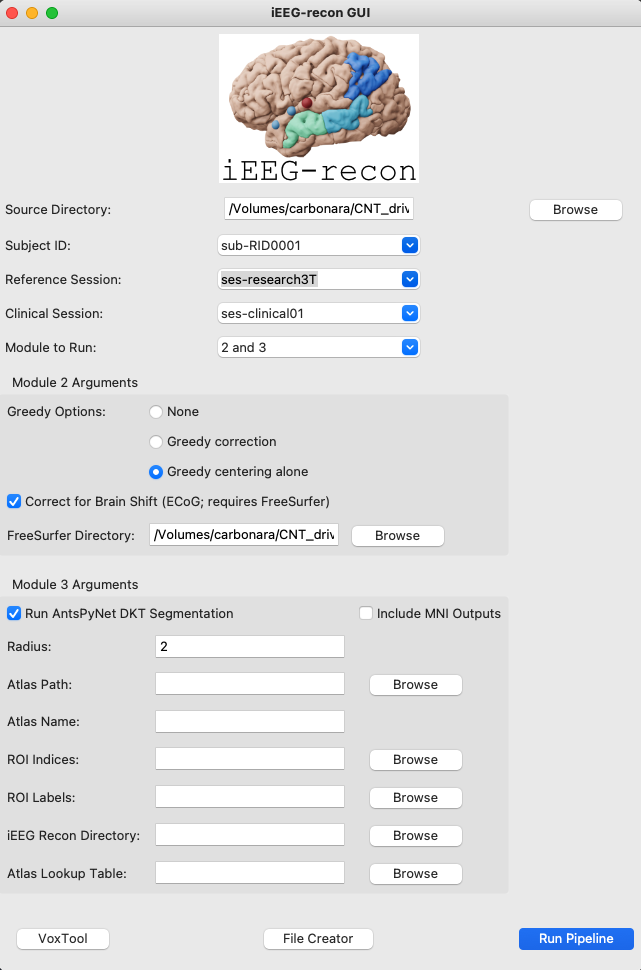 iEEG-recon GUI
iEEG-recon
Source Directory: /Volumes/carbonara/CNT_driv Browse
Subject ID: sub-RID0001
Reference Session: ses-research3T
Clinical Session: ses-clinical01
Module to Run: 2 and 3
Module 2 Arguments
Greedy Options: None
Greedy correction
Greedy centering alone
Correct for Brain Shift (ECoG; requires FreeSurfer)
FreeSurfer Directory: /Volumes/carbonara/CNT_driv Browse
Module 3 Arguments
Run AntsPyNet DKT Segmentation Include MNI Outputs
Radius: 2
Atlas Path: Browse
Atlas Name:
ROI Indices: Browse
ROI Labels: Browse
iEEG Recon Directory: Browse
Atlas Lookup Table: Browse
VoxTool File Creator Run Pipeline